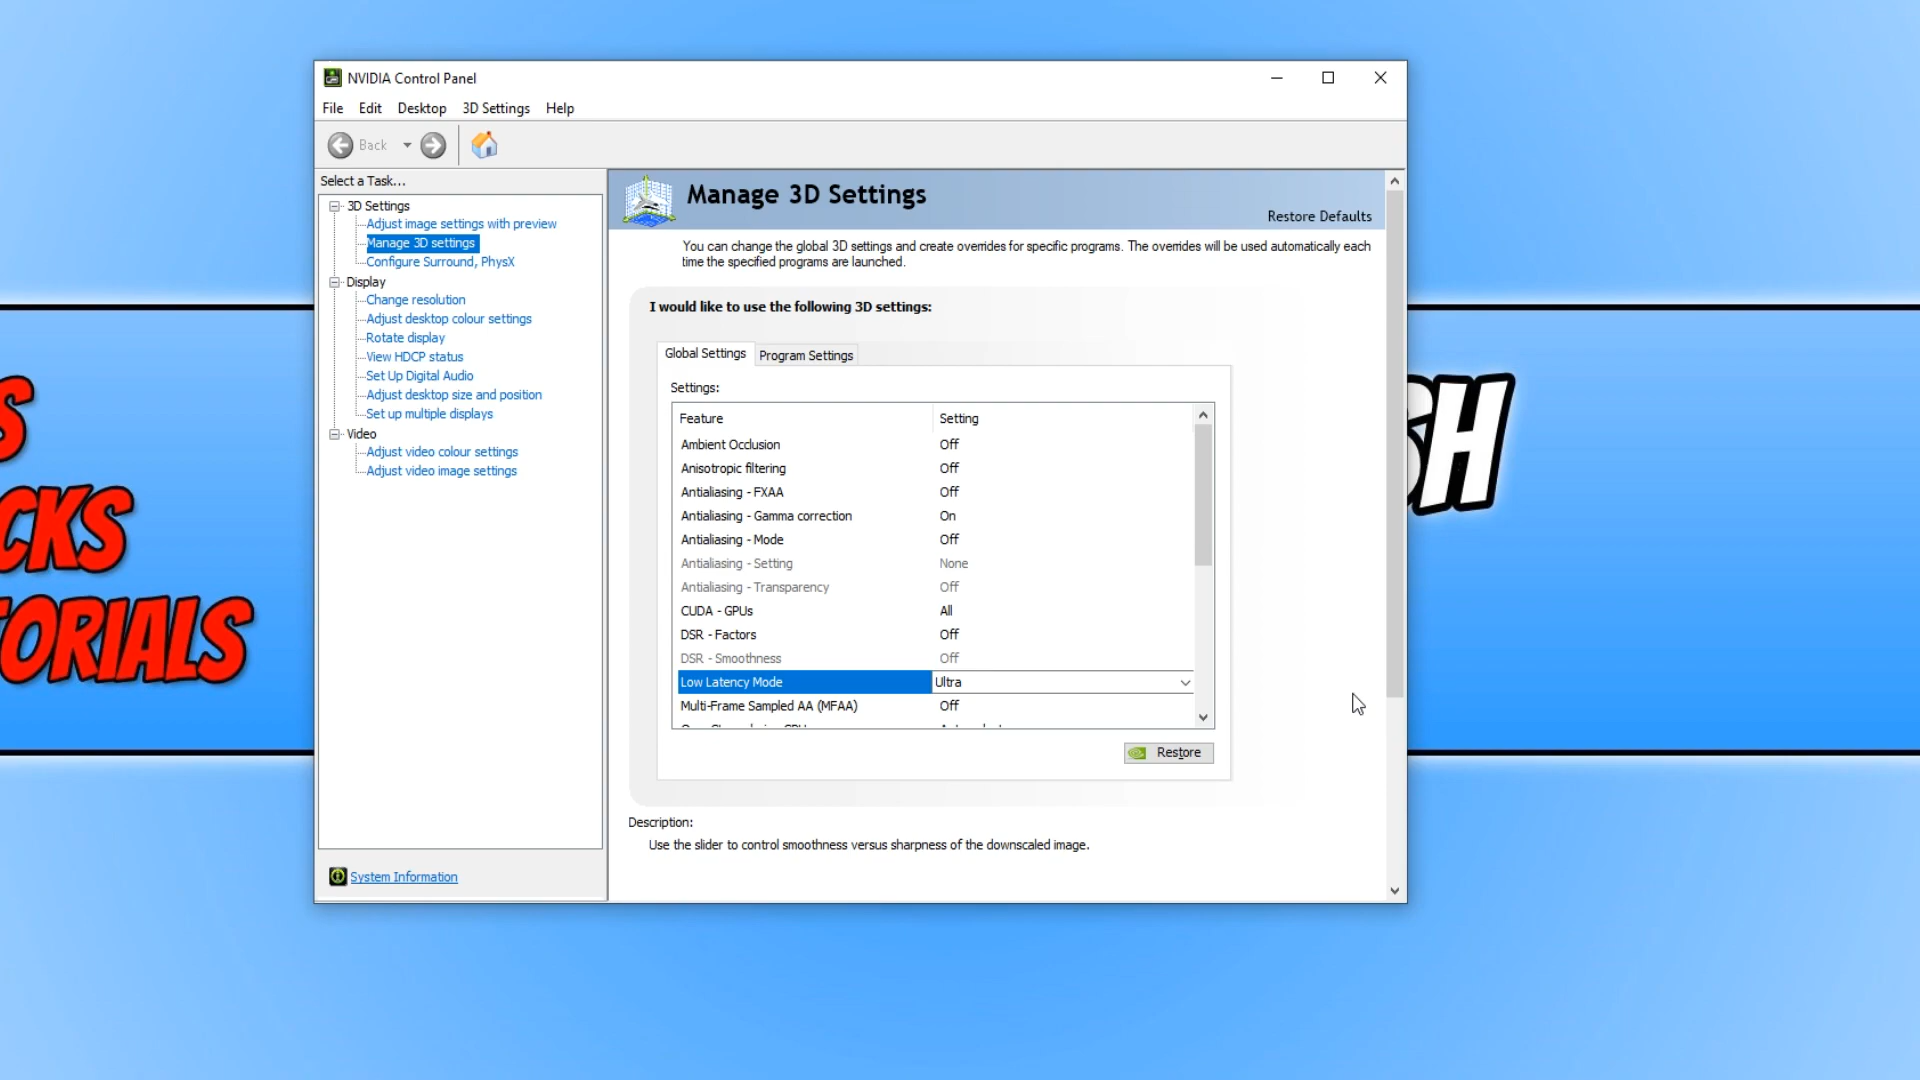 NVIDIA Control Panel
File Edit Desktop 3D Settings Help
Back
Select a Task...
3D Settings
Adjust image settings with preview
Manage 3D settings
Configure Surround, PhysX
Display
Change resolution
Adjust desktop colour settings
Rotate display
View HDCP status
Set Up Digital Audio
Adjust desktop size and position
Set up multiple displays
Video
Adjust video colour settings
Adjust video image settings
System Information
Manage 3D Settings
Restore Defaults
You can change the global 3D settings and create overrides for specific programs. The overrides will be used automatically each
time the specified programs are launched.
I would like to use the following 3D settings:
Global Settings Program Settings
Settings:
Feature Setting
Ambient Occlusion Off
Anisotropic filtering Off
Antialiasing - FXAA Off
Antialiasing - Gamma correction On
Antialiasing - Mode Off
Antialiasing - Setting None
Antialiasing - Transparency Off
CUDA - GPUs All
DSR - Factors Off
DSR - Smoothness Off
Low Latency Mode Ultra
Multi-Frame Sampled AA (MFAA) Off
Restore
Description:
Use the slider to control smoothness versus sharpness of the downscaled image.
S
CKS
TORIALS
SH